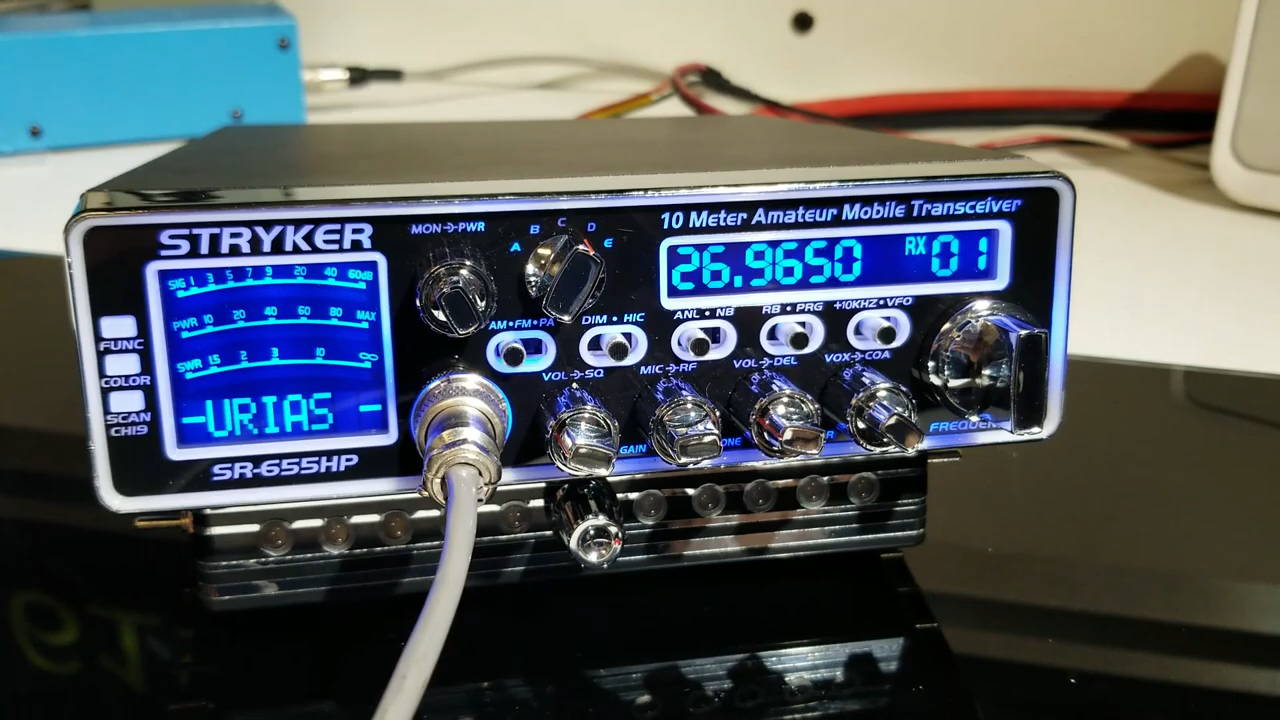 STRYKER
SIG 1 3 5 7 9 20 40 60dB
PWR 10 20 40 60 80 MAX
SWR 1.5 2 3 10 ∞
-URIAS -
SR-655HP
FUNC
COLOR
SCAN
CH19
MON→PWR
A B C D E
10 Meter Amateur Mobile Transceiver
26.9650 RX 01
AM•FM•PA DIM • HIC ANL • NB RB • PRG +10KHZ•VFO
VOL→SQ MIC→RF VOL→DEL VOX→COA
GAIN